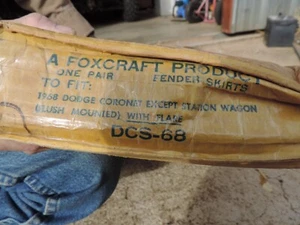 A FOXCRAFT PRODUCT
ONE PAIR FENDER SKIRTS
TO FIT:
1968 DODGE CORONET EXCEPT STATION WAGON
(FLUSH MOUNTED) WITH FLARE
DCS-68